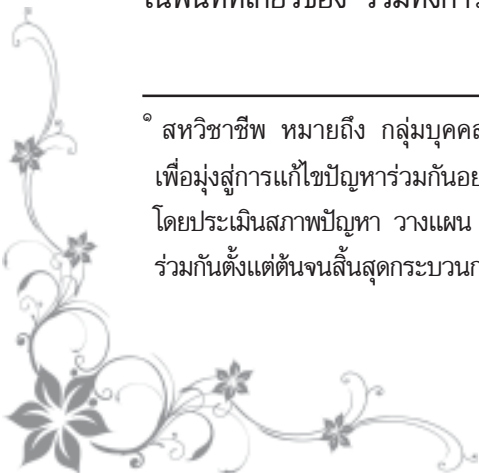 ในพื้นที่ที่เกี่ยวข้อง รวมทั้งการ
๑ สหวิชาชีพ หมายถึง กลุ่มบุคคล
เพื่อมุ่งสู่การแก้ไขปัญหาร่วมกันอย
โดยประเมินสภาพปัญหา วางแผน
ร่วมกันตั้งแต่ต้นจนสิ้นสุดกระบวนก